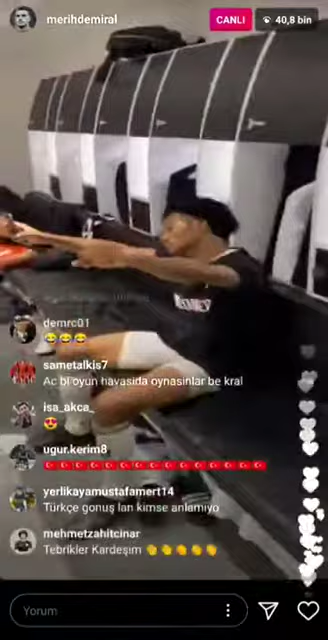 merihdemiral
CANLI
40,8 bin
demrc01
😂😂😂
sametalkis7
Ac bi oyun havasida oynasinlar be kral
isa_akca_
😍
ugur.kerim8
🇹🇷🇹🇷🇹🇷🇹🇷🇹🇷🇹🇷🇹🇷🇹🇷🇹🇷🇹🇷🇹🇷🇹🇷🇹🇷🇹🇷
yerlikayamustafamert14
Türkçe gonuş lan kimse anlamıyo
mehmetzahitcinar
Tebrikler Kardeşim 👏👏👏👏
Yorum